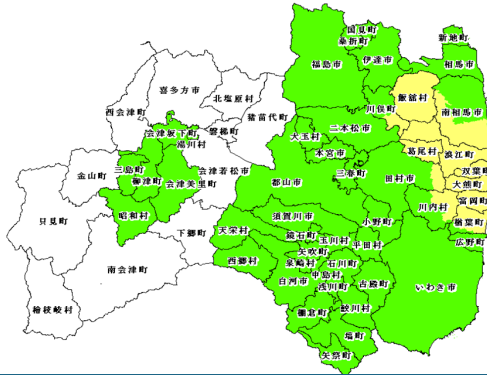 国見町
桑折町
新地町
福島市
伊達市
相馬市
喜多方市
飯舘村
北塩原村
川俣町
南相馬市
西会津町
猪苗代町
会津坂下町
磐梯町
二本松市
大玉村
湯川村
本宮市
葛尾村
浪江町
三島町
会津若松市
三春町
双葉町
金山町
柳津町
会津美里町
郡山市
田村市
大熊町
富岡町
昭和村
須賀川市
小野町
川内村
楢葉町
只見町
下郷町
天栄村
鏡石町
玉川村
平田村
広野町
矢吹町
南会津町
西郷村
泉崎村
石川町
中島村
白河市
浅川町
古殿町
いわき市
檜枝岐村
棚倉町
鮫川村
塙町
矢祭町